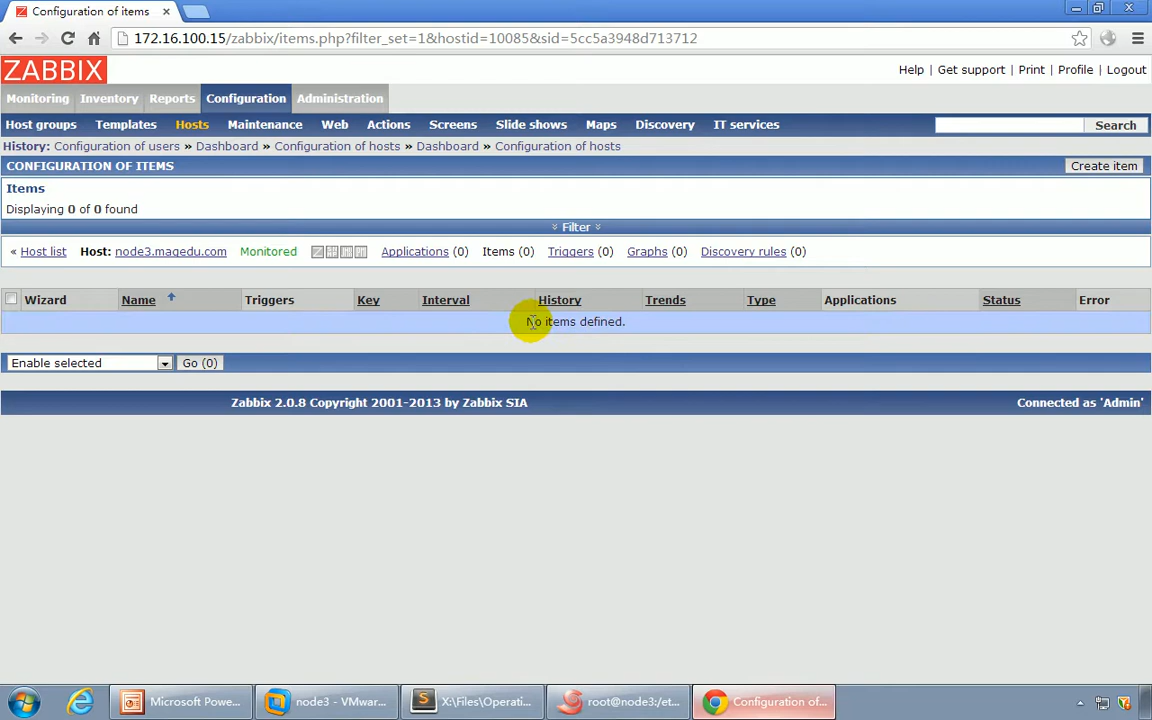 Configuration of items
172.16.100.15/zabbix/items.php?filter_set=1&hostid=10085&sid=5cc5a3948d713712
ZABBIX
Help | Get support | Print | Profile | Logout
Monitoring Inventory Reports Configuration Administration
Host groups Templates Hosts Maintenance Web Actions Screens Slide shows Maps Discovery IT services Search
History: Configuration of users » Dashboard » Configuration of hosts » Dashboard » Configuration of hosts
CONFIGURATION OF ITEMS Create item
Items
Displaying 0 of 0 found
Filter
« Host list Host: node3.magedu.com Monitored Applications (0) Items (0) Triggers (0) Graphs (0) Discovery rules (0)
Wizard Name Triggers Key Interval History Trends Type Applications Status Error
No items defined.
Enable selected Go (0)
Zabbix 2.0.8 Copyright 2001-2013 by Zabbix SIA Connected as 'Admin'
Microsoft Powe... node3 - VMwar... X:\Files\Operati... root@node3:/et... Configuration of...